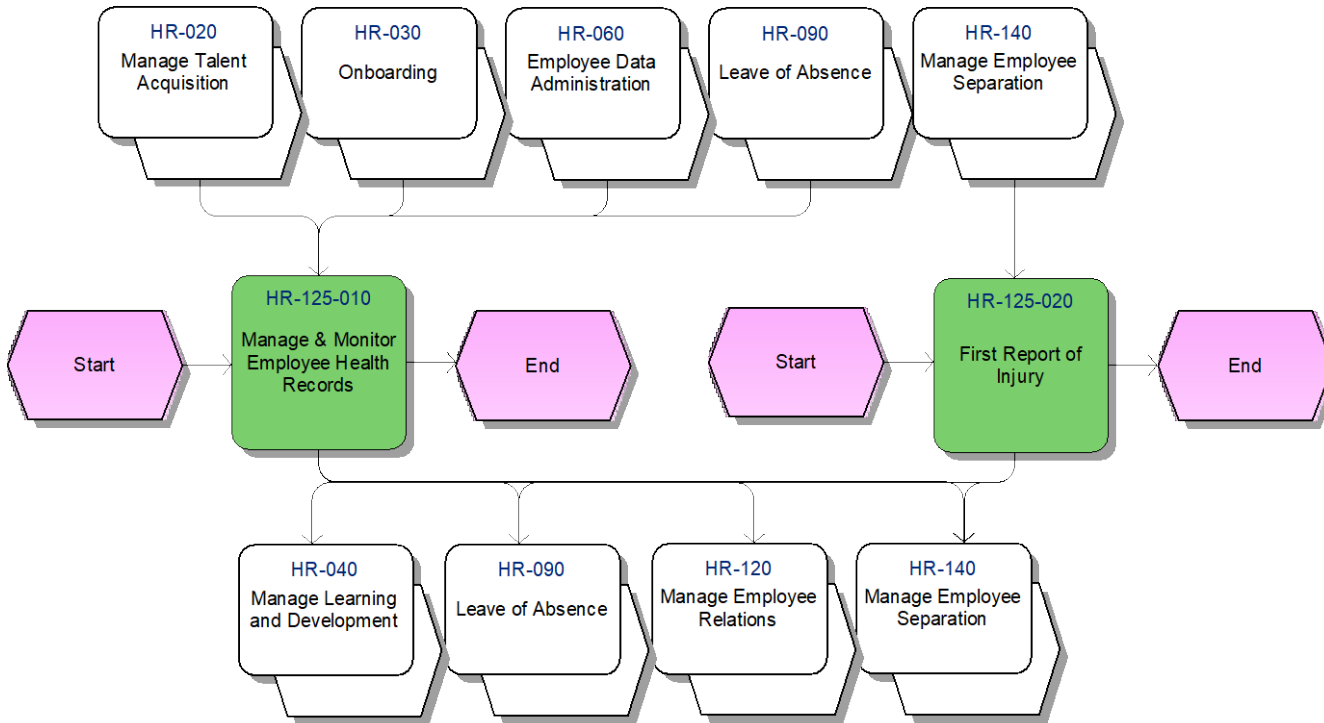 HR-020
Manage Talent
Acquisition
HR-030
Onboarding
HR-060
Employee Data
Administration
HR-090
Leave of Absence
HR-140
Manage Employee
Separation
Start
HR-125-010
Manage & Monitor
Employee Health
Records
End
Start
HR-125-020
First Report of
Injury
End
HR-040
Manage Learning
and Development
HR-090
Leave of Absence
HR-120
Manage Employee
Relations
HR-140
Manage Employee
Separation